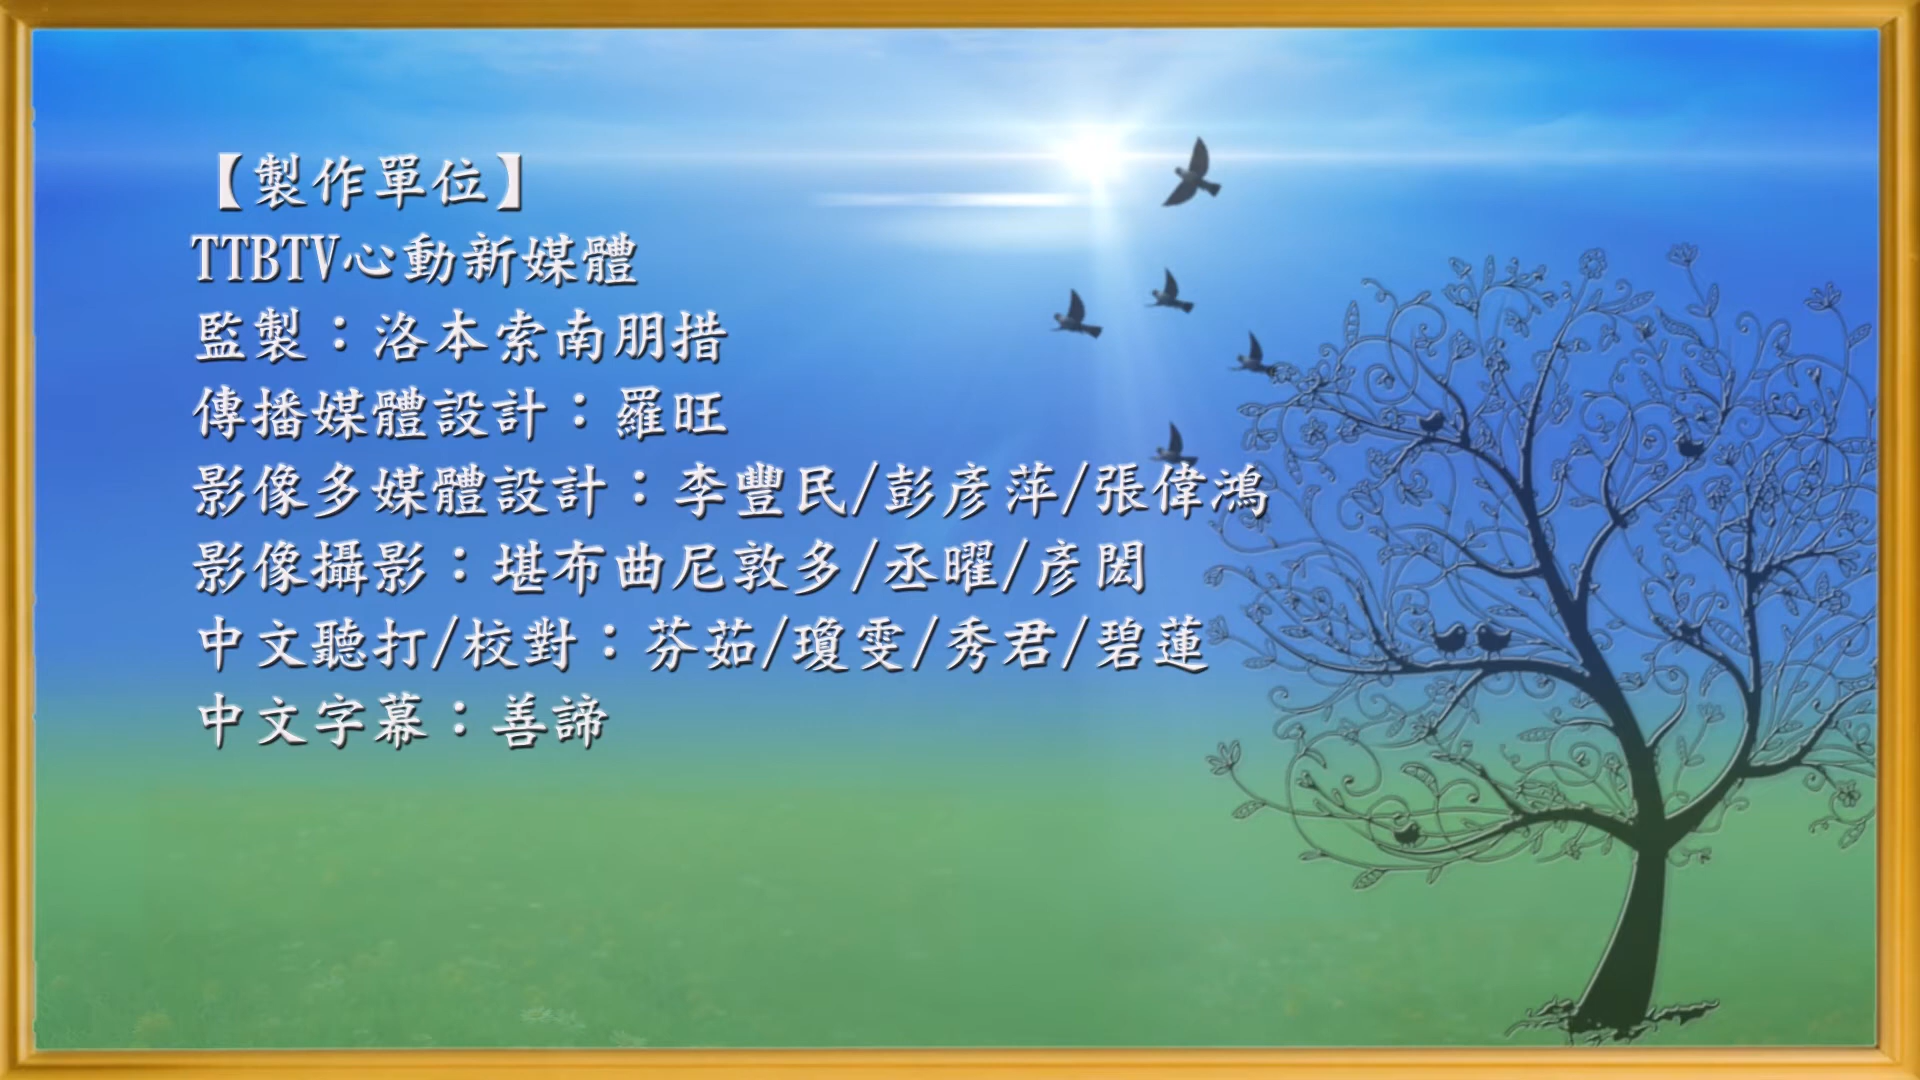 【製作單位】
TTBTV心動新媒體
監製：洛本索南朋措
傳播媒體設計：羅旺
影像多媒體設計：李豐民/彭彦萍/張偉鴻
影像攝影：堪布曲尼敦多/丞曜/彦閎
中文聽打/校對：芬茹/瓊雯/秀君/碧蓮
中文字幕：善諦